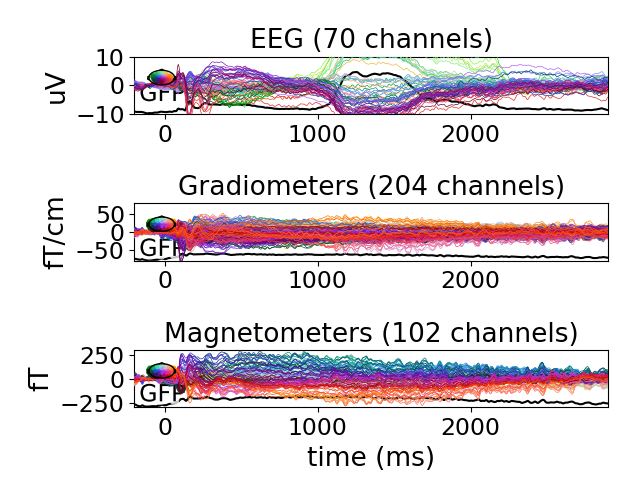 EEG (70 channels)
10
0
−10
uV
GFP
0 1000 2000
Gradiometers (204 channels)
50
0
−50
fT/cm
GFP
0 1000 2000
Magnetometers (102 channels)
250
0
−250
fT
GFP
0 1000 2000
time (ms)